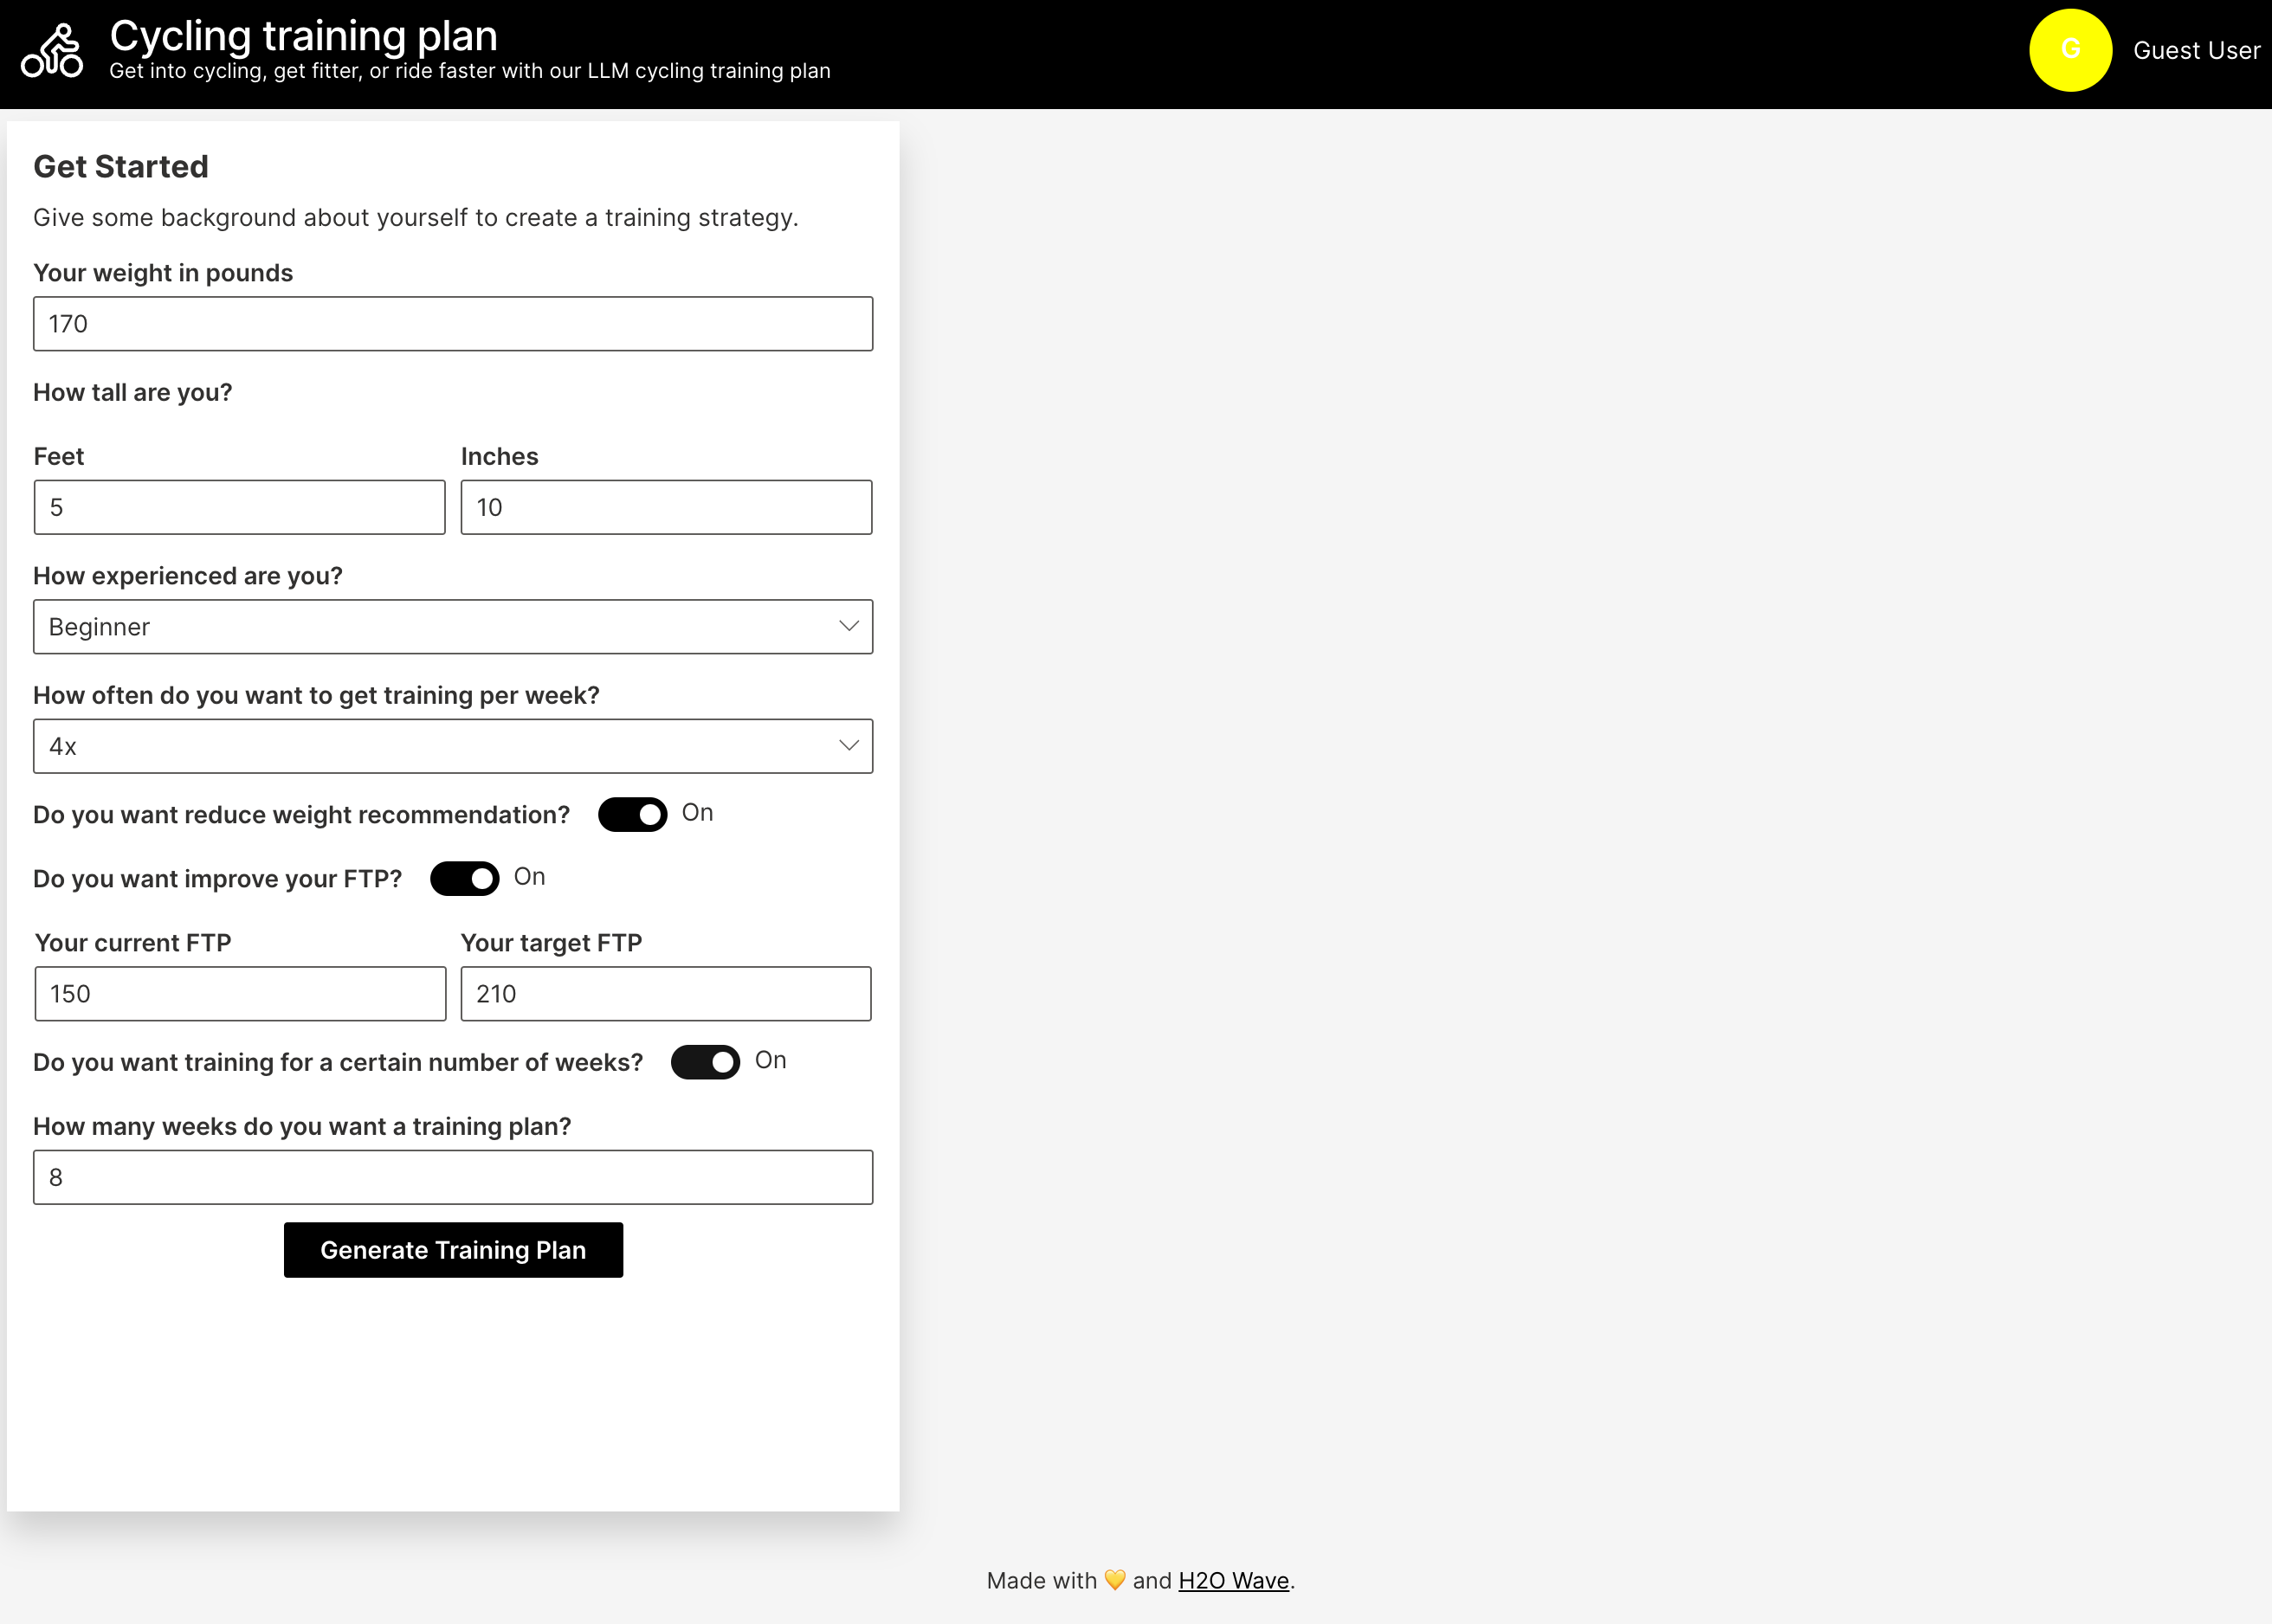 Cycling training plan
Get into cycling, get fitter, or ride faster with our LLM cycling training plan
G
Guest User
Get Started
Give some background about yourself to create a training strategy.
Your weight in pounds
170
How tall are you?
Feet
Inches
5
10
How experienced are you?
Beginner
How often do you want to get training per week?
4x
Do you want reduce weight recommendation?
On
Do you want improve your FTP?
On
Your current FTP
Your target FTP
150
210
Do you want training for a certain number of weeks?
On
How many weeks do you want a training plan?
8
Generate Training Plan
Made with 💛 and H2O Wave.